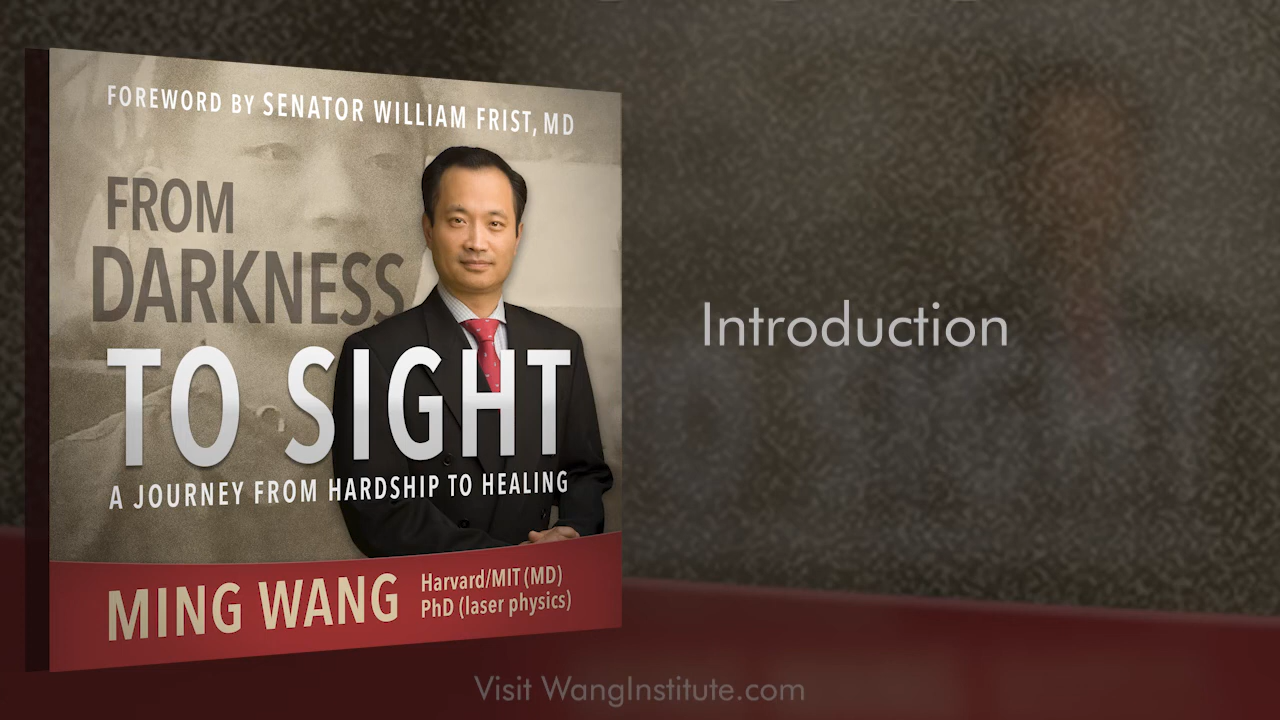 FOREWORD BY SENATOR WILLIAM FRIST, MD
FROM
DARKNESS
TO SIGHT
A JOURNEY FROM HARDSHIP TO HEALING
MING WANG
Harvard/MIT (MD)
PhD (laser physics)
Introduction
Visit WangInstitute.com